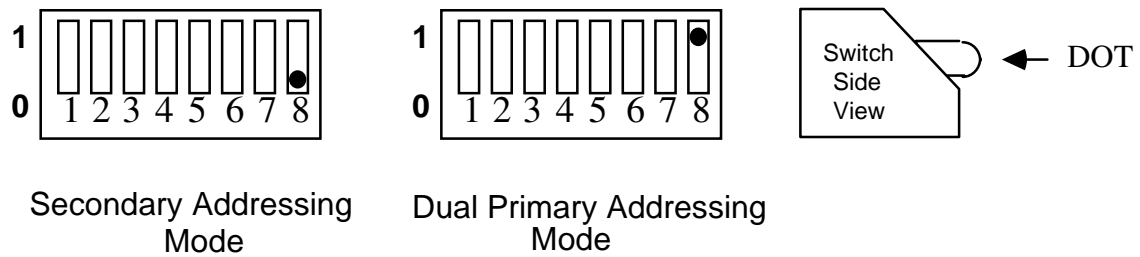 1
0
1 2 3 4 5 6 7 8
Secondary Addressing
Mode
1
0
1 2 3 4 5 6 7 8
Dual Primary Addressing
Mode
Switch
Side
View
DOT